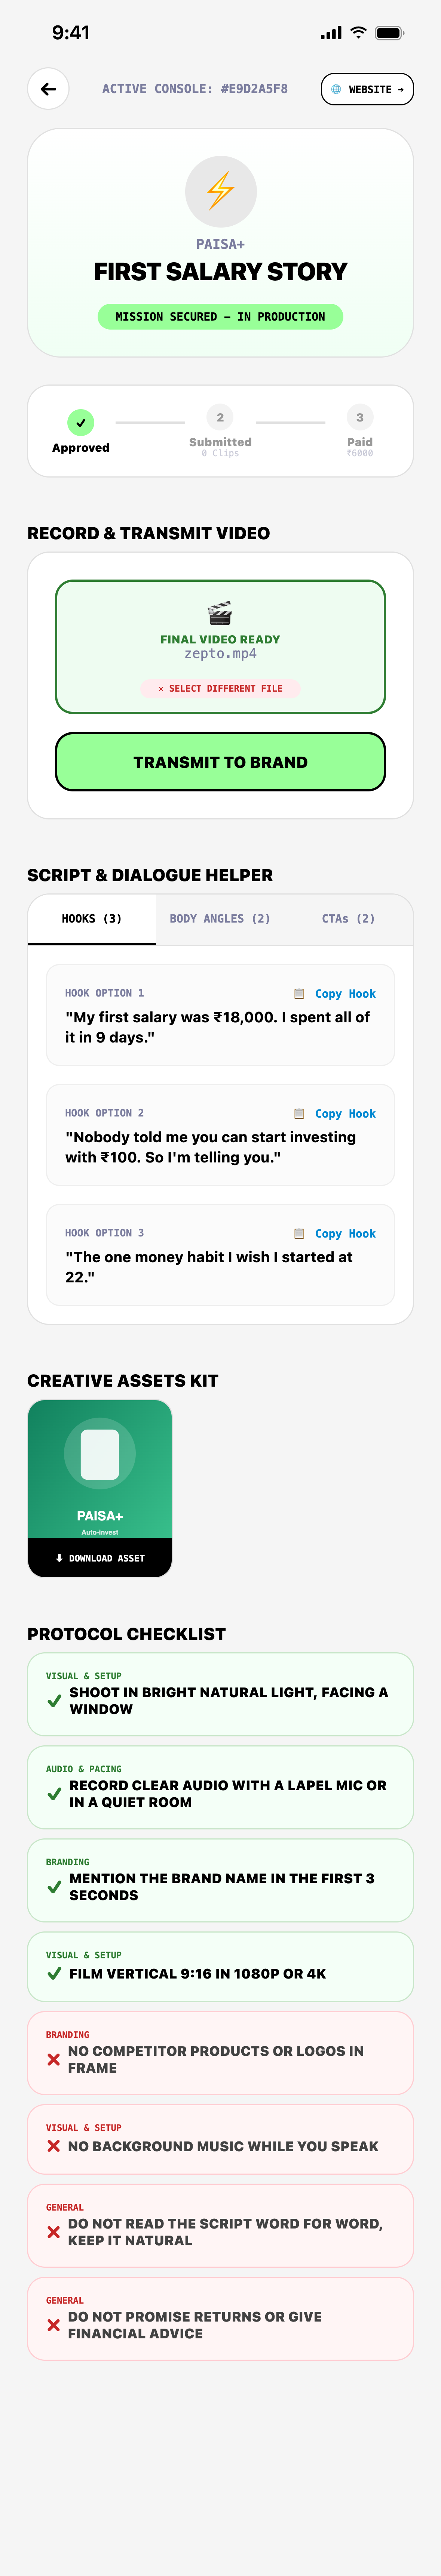 9:41
ACTIVE CONSOLE: #E9D2A5F8
WEBSITE →
PAISA+
FIRST SALARY STORY
MISSION SECURED – IN PRODUCTION
2
3
Approved
Submitted
Paid
0 Clips
₹6000
RECORD & TRANSMIT VIDEO
FINAL VIDEO READY
zepto.mp4
✕ SELECT DIFFERENT FILE
TRANSMIT TO BRAND
SCRIPT & DIALOGUE HELPER
HOOKS (3)
BODY ANGLES (2)
CTAs (2)
HOOK OPTION 1
Copy Hook
"My first salary was ₹18,000. I spent all of
it in 9 days."
HOOK OPTION 2
Copy Hook
"Nobody told me you can start investing
with ₹100. So I'm telling you."
HOOK OPTION 3
Copy Hook
"The one money habit I wish I started at
22."
CREATIVE ASSETS KIT
PAISA+
Auto-Invest
⬇ DOWNLOAD ASSET
PROTOCOL CHECKLIST
VISUAL & SETUP
SHOOT IN BRIGHT NATURAL LIGHT, FACING A
WINDOW
AUDIO & PACING
RECORD CLEAR AUDIO WITH A LAPEL MIC OR
IN A QUIET ROOM
BRANDING
MENTION THE BRAND NAME IN THE FIRST 3
SECONDS
VISUAL & SETUP
FILM VERTICAL 9:16 IN 1080P OR 4K
BRANDING
NO COMPETITOR PRODUCTS OR LOGOS IN
FRAME
VISUAL & SETUP
NO BACKGROUND MUSIC WHILE YOU SPEAK
GENERAL
DO NOT READ THE SCRIPT WORD FOR WORD,
KEEP IT NATURAL
GENERAL
DO NOT PROMISE RETURNS OR GIVE
FINANCIAL ADVICE